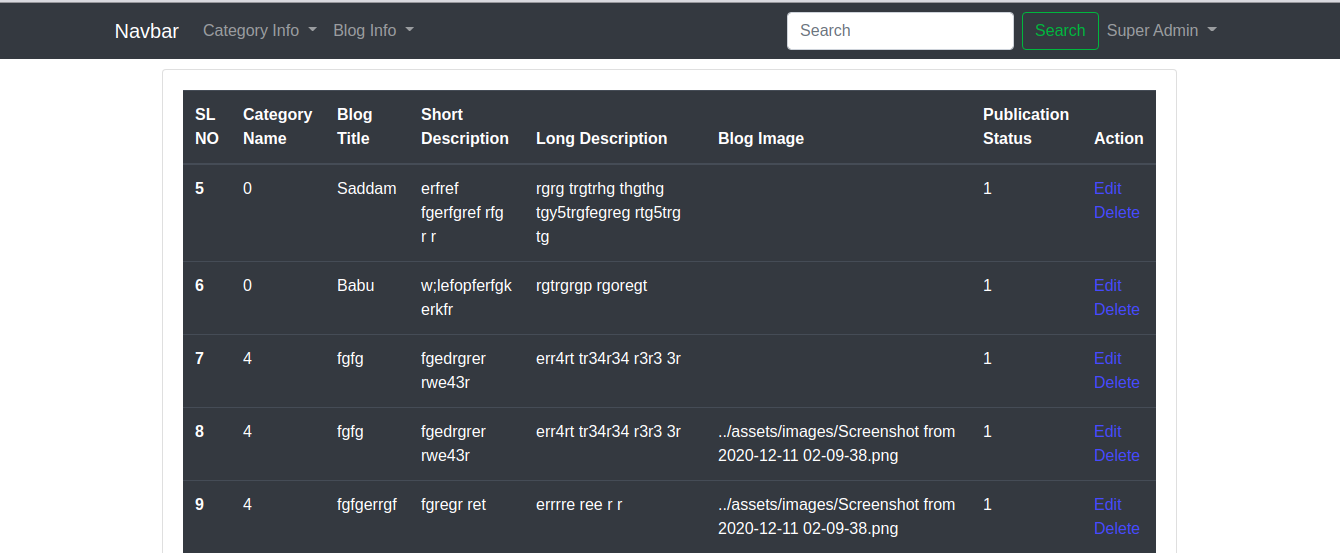 Navbar Category Info Blog Info Search Search Super Admin
SL NO Category Name Blog Title Short Description Long Description Blog Image Publication Status Action
5 0 Saddam erfref fgerfgref rfg r r rgrg trgtrhg thgthg tgy5trgfegreg rtg5trg tg 1 Edit Delete
6 0 Babu w;lefopferfgk erkfr rgtrgrgp rgoregt 1 Edit Delete
7 4 fgfg fgedrgrer rwe43r err4rt tr34r34 r3r3 3r 1 Edit Delete
8 4 fgfg fgedrgrer rwe43r err4rt tr34r34 r3r3 3r ../assets/images/Screenshot from 2020-12-11 02-09-38.png 1 Edit Delete
9 4 fgfgerrgf fgregr ret errrre ree r r ../assets/images/Screenshot from 2020-12-11 02-09-38.png 1 Edit Delete